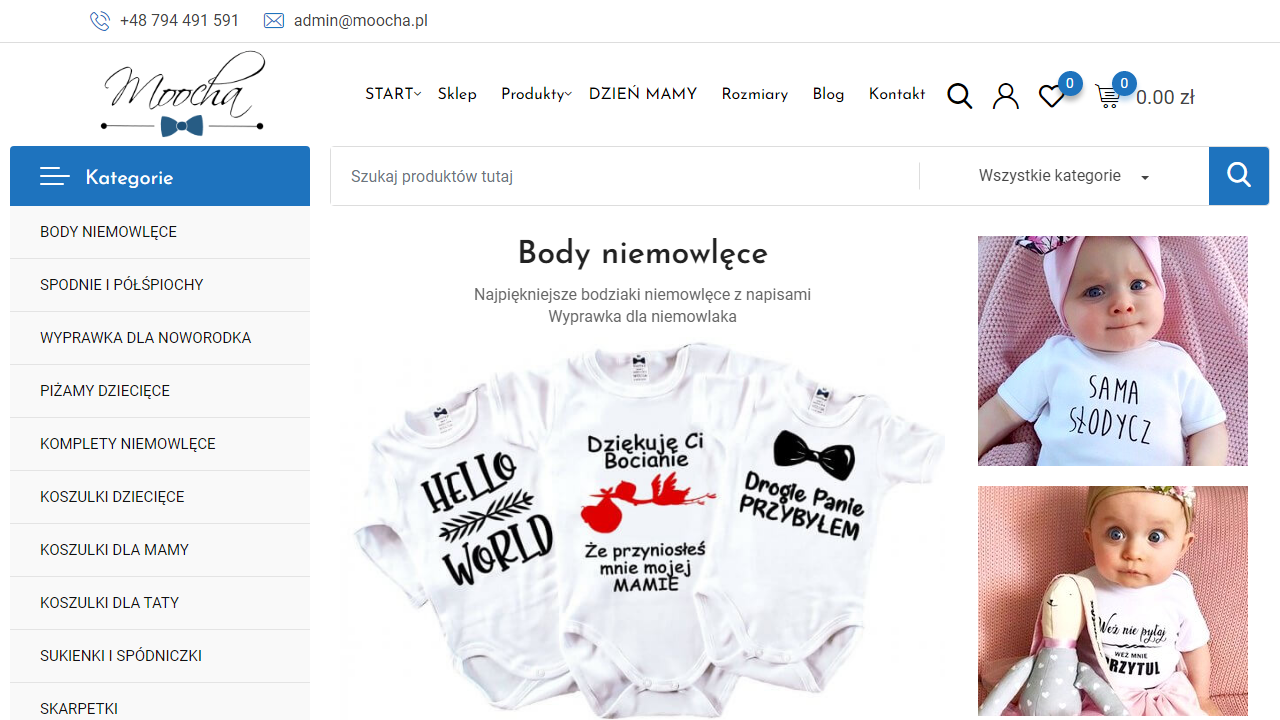 +48 794 491 591
admin@moocha.pl
Moocha
START
Sklep
Produkty
DZIEŃ MAMY
Rozmiary
Blog
Kontakt
0
0
0.00 zł
Kategorie
Szukaj produktów tutaj
Wszystkie kategorie
BODY NIEMOWLĘCE
SPODNIE I PÓŁŚPIOCHY
WYPRAWKA DLA NOWORODKA
PIŻAMY DZIECIĘCE
KOMPLETY NIEMOWLĘCE
KOSZULKI DZIECIĘCE
KOSZULKI DLA MAMY
KOSZULKI DLA TATY
SUKIENKI I SPÓDNICZKI
SKARPETKI
Body niemowlęce
Najpiękniejsze bodziaki niemowlęce z napisami
Wyprawka dla niemowlaka
HELLO
WORLD
Dziękuję Ci
Bocianie
Że przyniosłeś
mnie mojej
MAMIE
Drogie Panie
PRZYBYŁEM
SAMA
SŁODYCZ
Weź nie pytaj
WEŹ MNIE
PRZYTUL